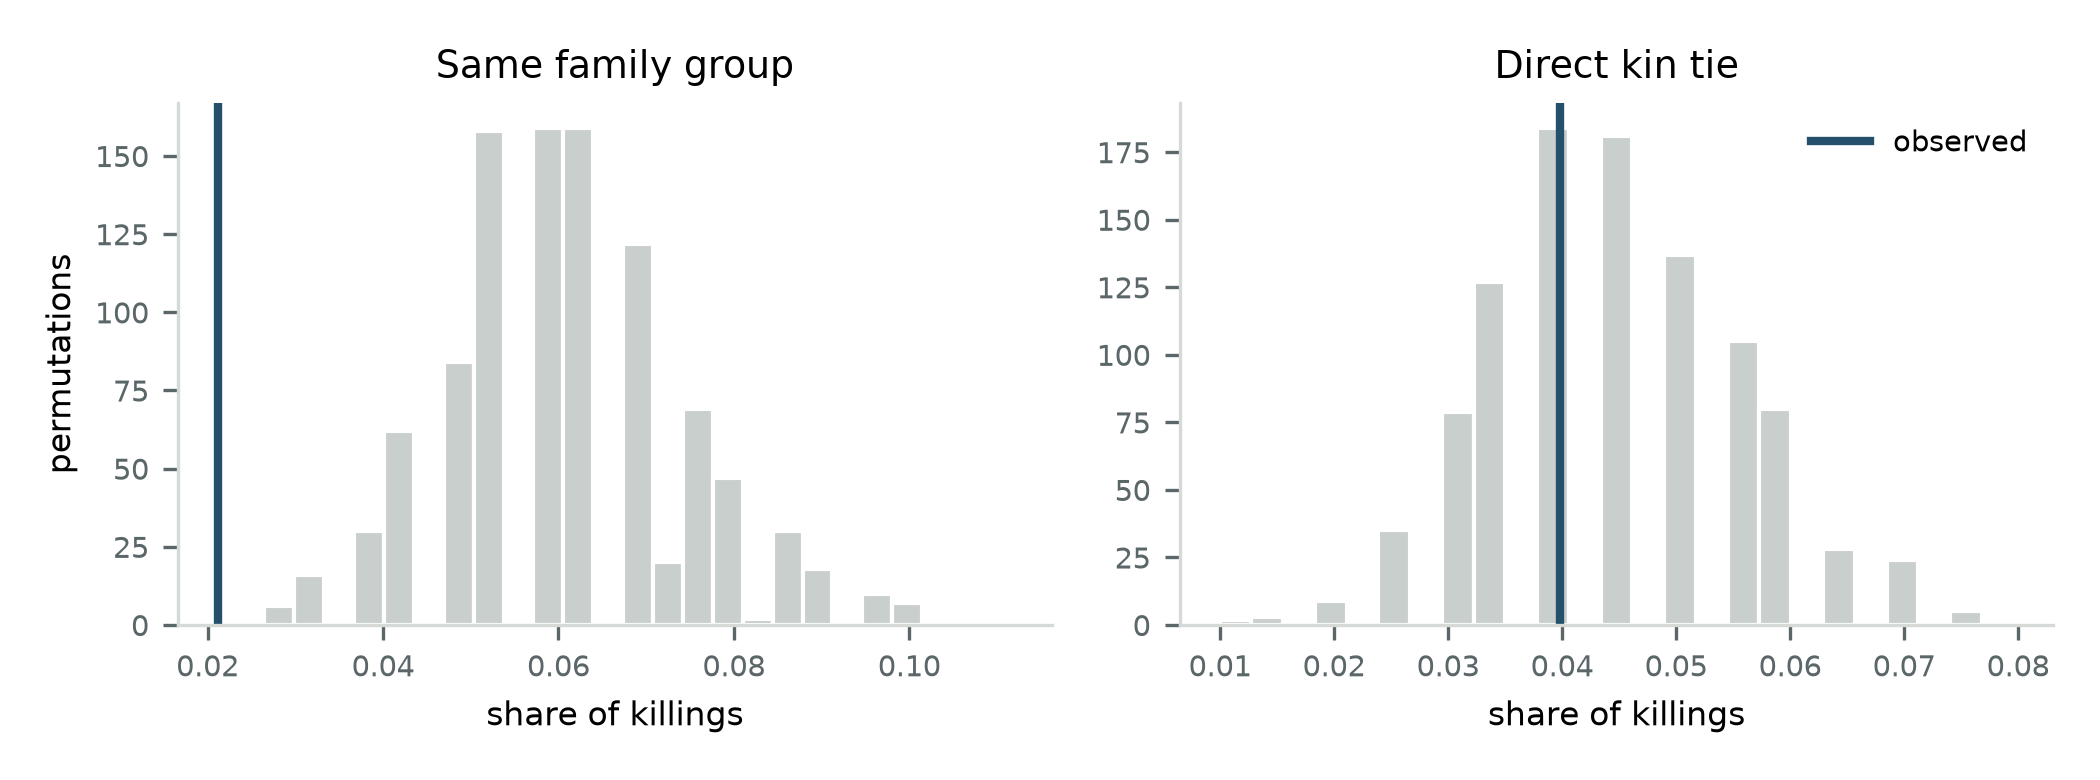 Same family group
permutations
150
125
100
75
50
25
0
0.02 0.04 0.06 0.08 0.10
share of killings
Direct kin tie
observed
175
150
125
100
75
50
25
0
0.01 0.02 0.03 0.04 0.05 0.06 0.07 0.08
share of killings